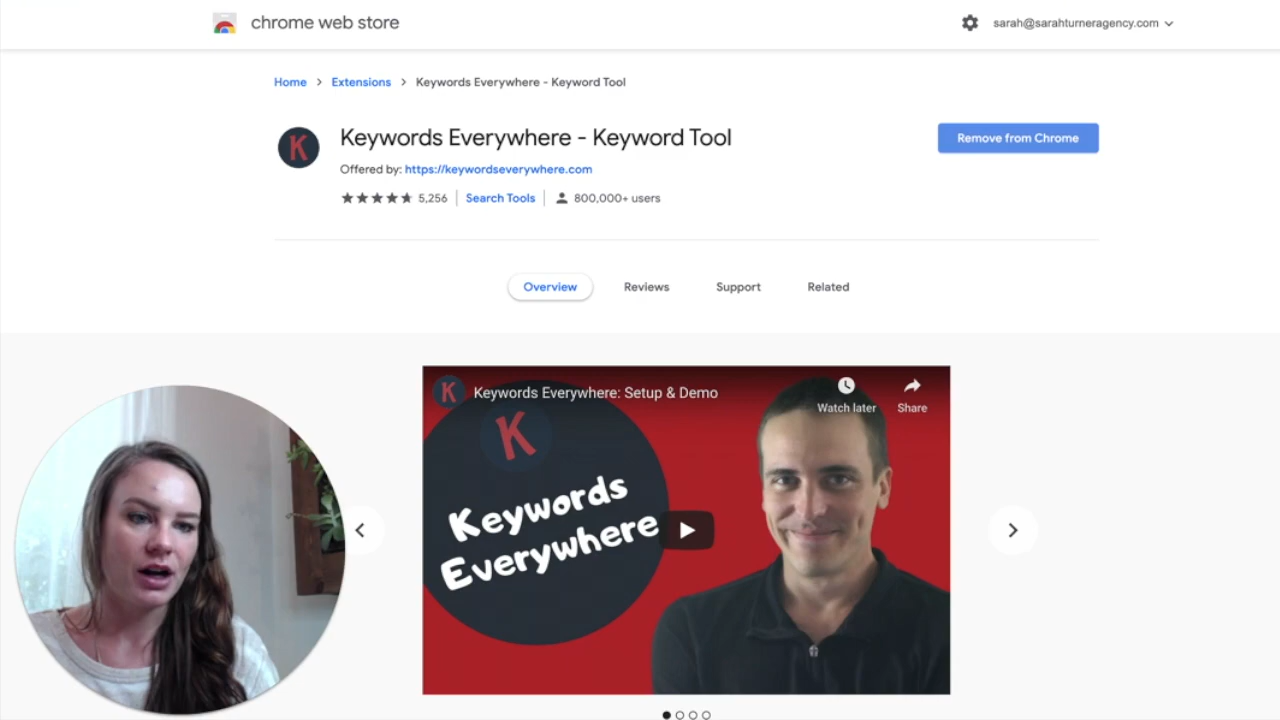 chrome web store
sarah@sarahturneragency.com
Home > Extensions > Keywords Everywhere - Keyword Tool
K
Keywords Everywhere - Keyword Tool
Remove from Chrome
Offered by: https://keywordseverywhere.com
5,256 | Search Tools | 800,000+ users
Overview
Reviews
Support
Related
K
Keywords Everywhere: Setup & Demo
Watch later
Share
K
Keywords
Everywhere